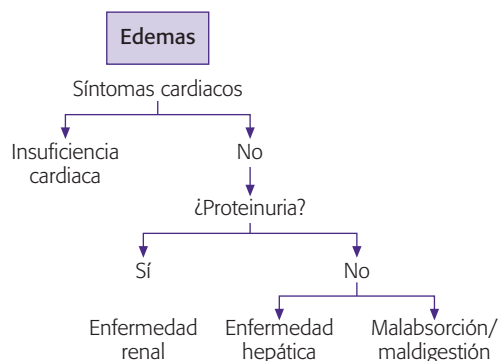 Edemas
Síntomas cardiacos
Insuficiencia
cardiaca
No
¿Proteinuria?
Sí
No
Enfermedad
renal
Enfermedad
hepática
Malabsorción/
maldigestión